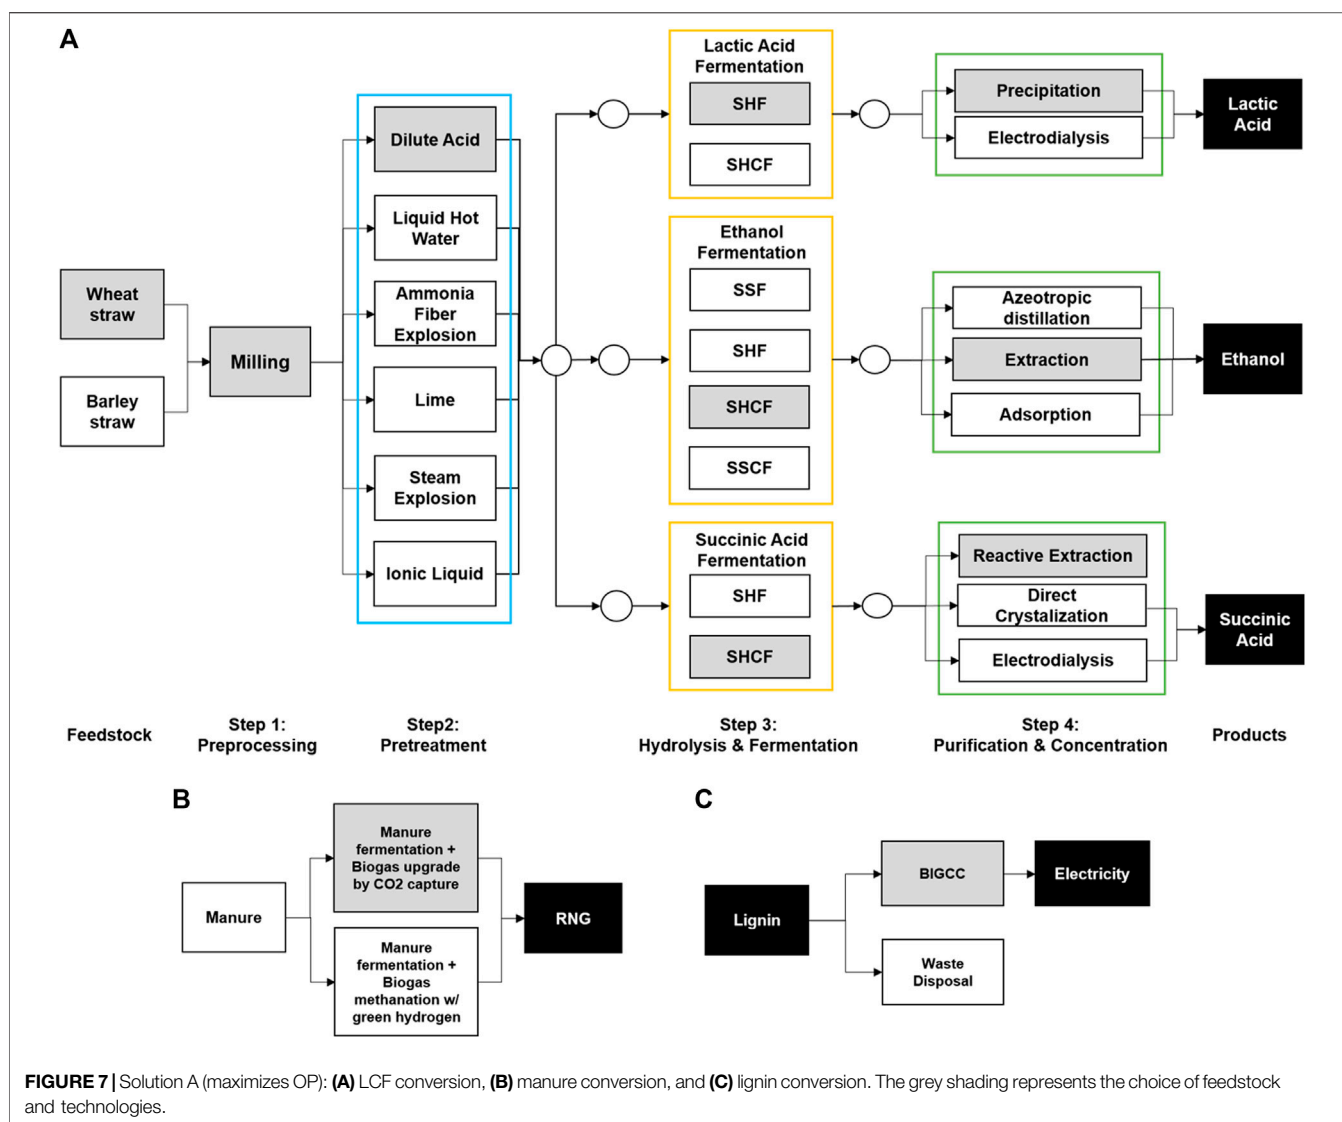 A
Wheat
straw
Barley
straw
Milling
Dilute Acid
Liquid Hot
Water
Ammonia
Fiber
Explosion
Lime
Steam
Explosion
Ionic Liquid
Lactic Acid
Fermentation
SHF
SHCF
Ethanol
Fermentation
SSF
SHF
SHCF
SSCF
Succinic Acid
Fermentation
SHF
SHCF
Precipitation
Electrodialysis
Azeotropic
distillation
Extraction
Adsorption
Reactive Extraction
Direct
Crystalization
Electrodialysis
Lactic
Acid
Ethanol
Succinic
Acid
Feedstock
Step 1:
Preprocessing
Step2:
Pretreatment
Step 3:
Hydrolysis & Fermentation
Step 4:
Purification & Concentration
Products
B
Manure
Manure
fermentation +
Biogas upgrade
by CO2 capture
Manure
fermentation +
Biogas
methanation w/
green hydrogen
RNG
C
Lignin
BIGCC
Waste
Disposal
Electricity
FIGURE 7 | Solution A (maximizes OP): (A) LCF conversion, (B) manure conversion, and (C) lignin conversion. The grey shading represents the choice of feedstock
and technologies.